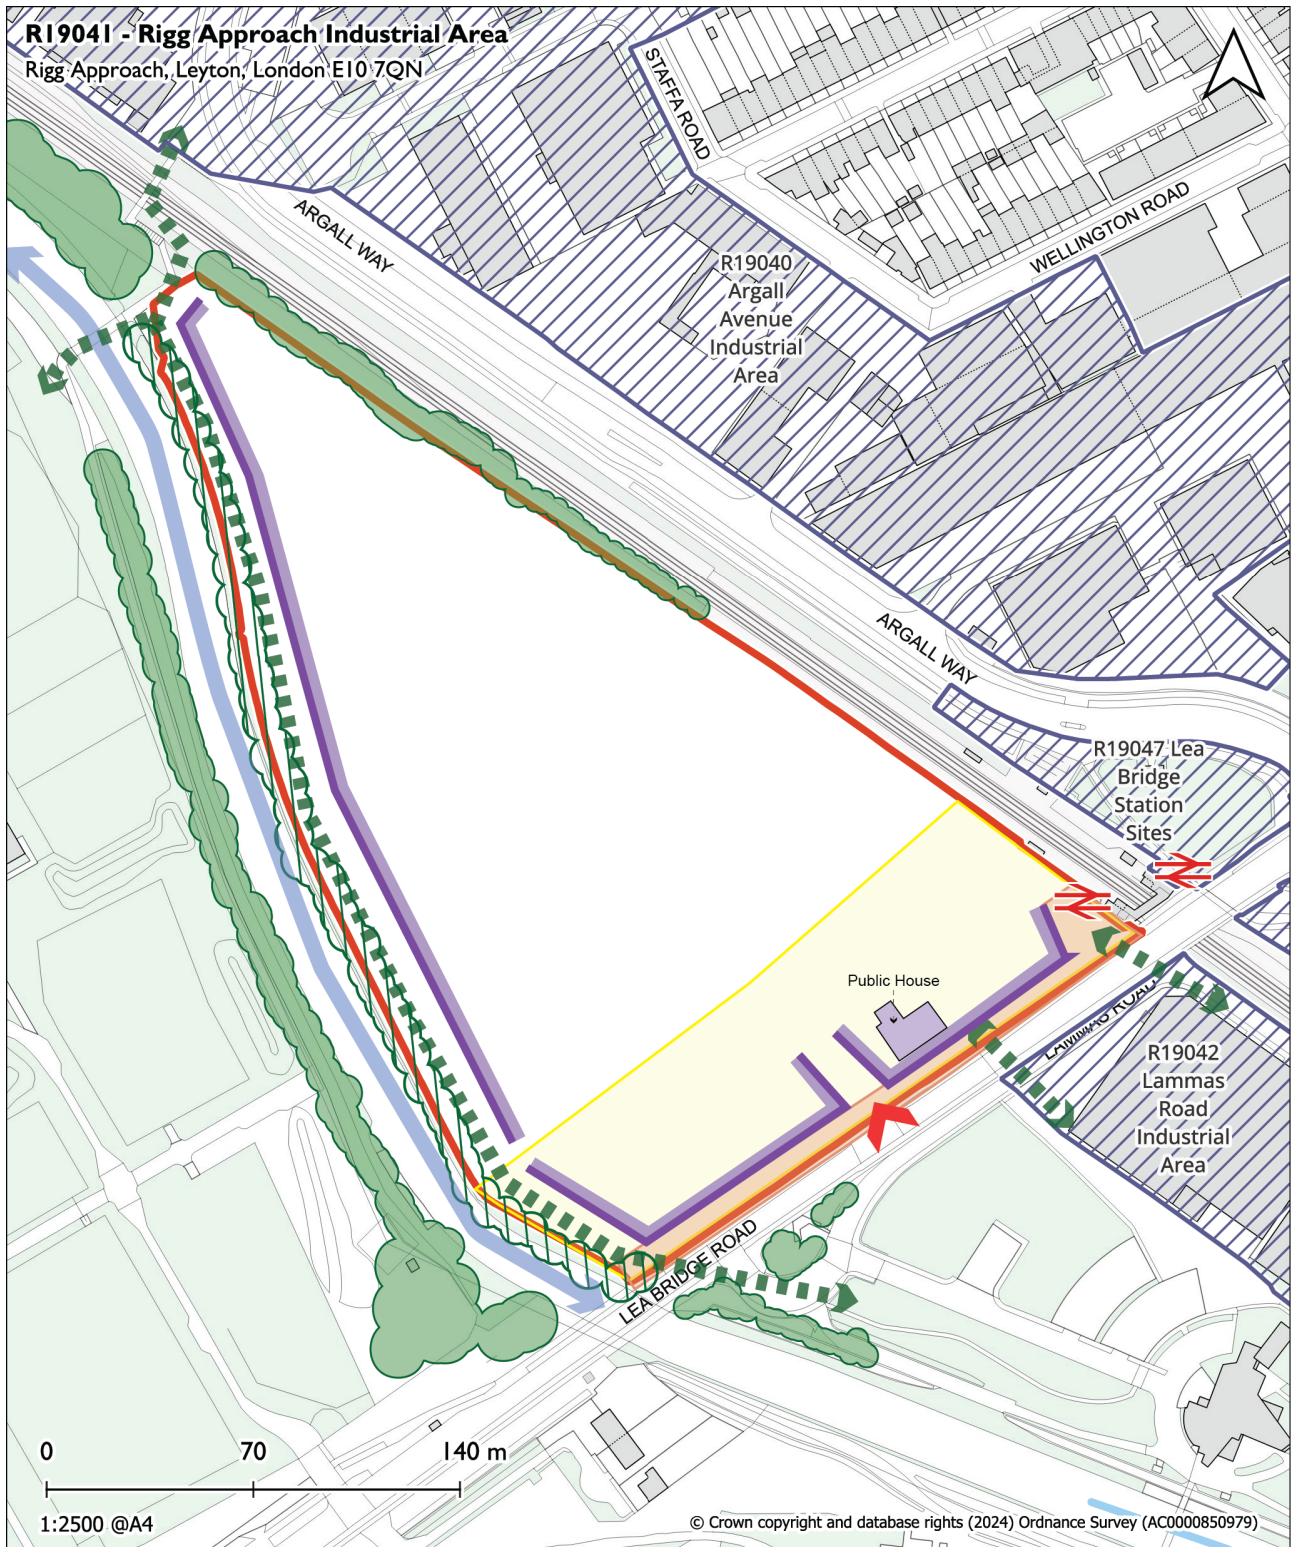 R19041 - Rigg Approach Industrial Area
Rigg Approach, Leyton, London E10 7QN
STAFFA ROAD
ARGALL WAY
WELLINGTON ROAD
R19040
Argall
Avenue
Industrial
Area
ARGALL WAY
R19047 Lea
Bridge
Station
Sites
Public House
LAMMAS ROAD
R19042
Lammas
Road
Industrial
Area
LEA BRIDGE ROAD
0 70 140 m
1:2500 @A4
© Crown copyright and database rights (2024) Ordnance Survey (AC0000850979)